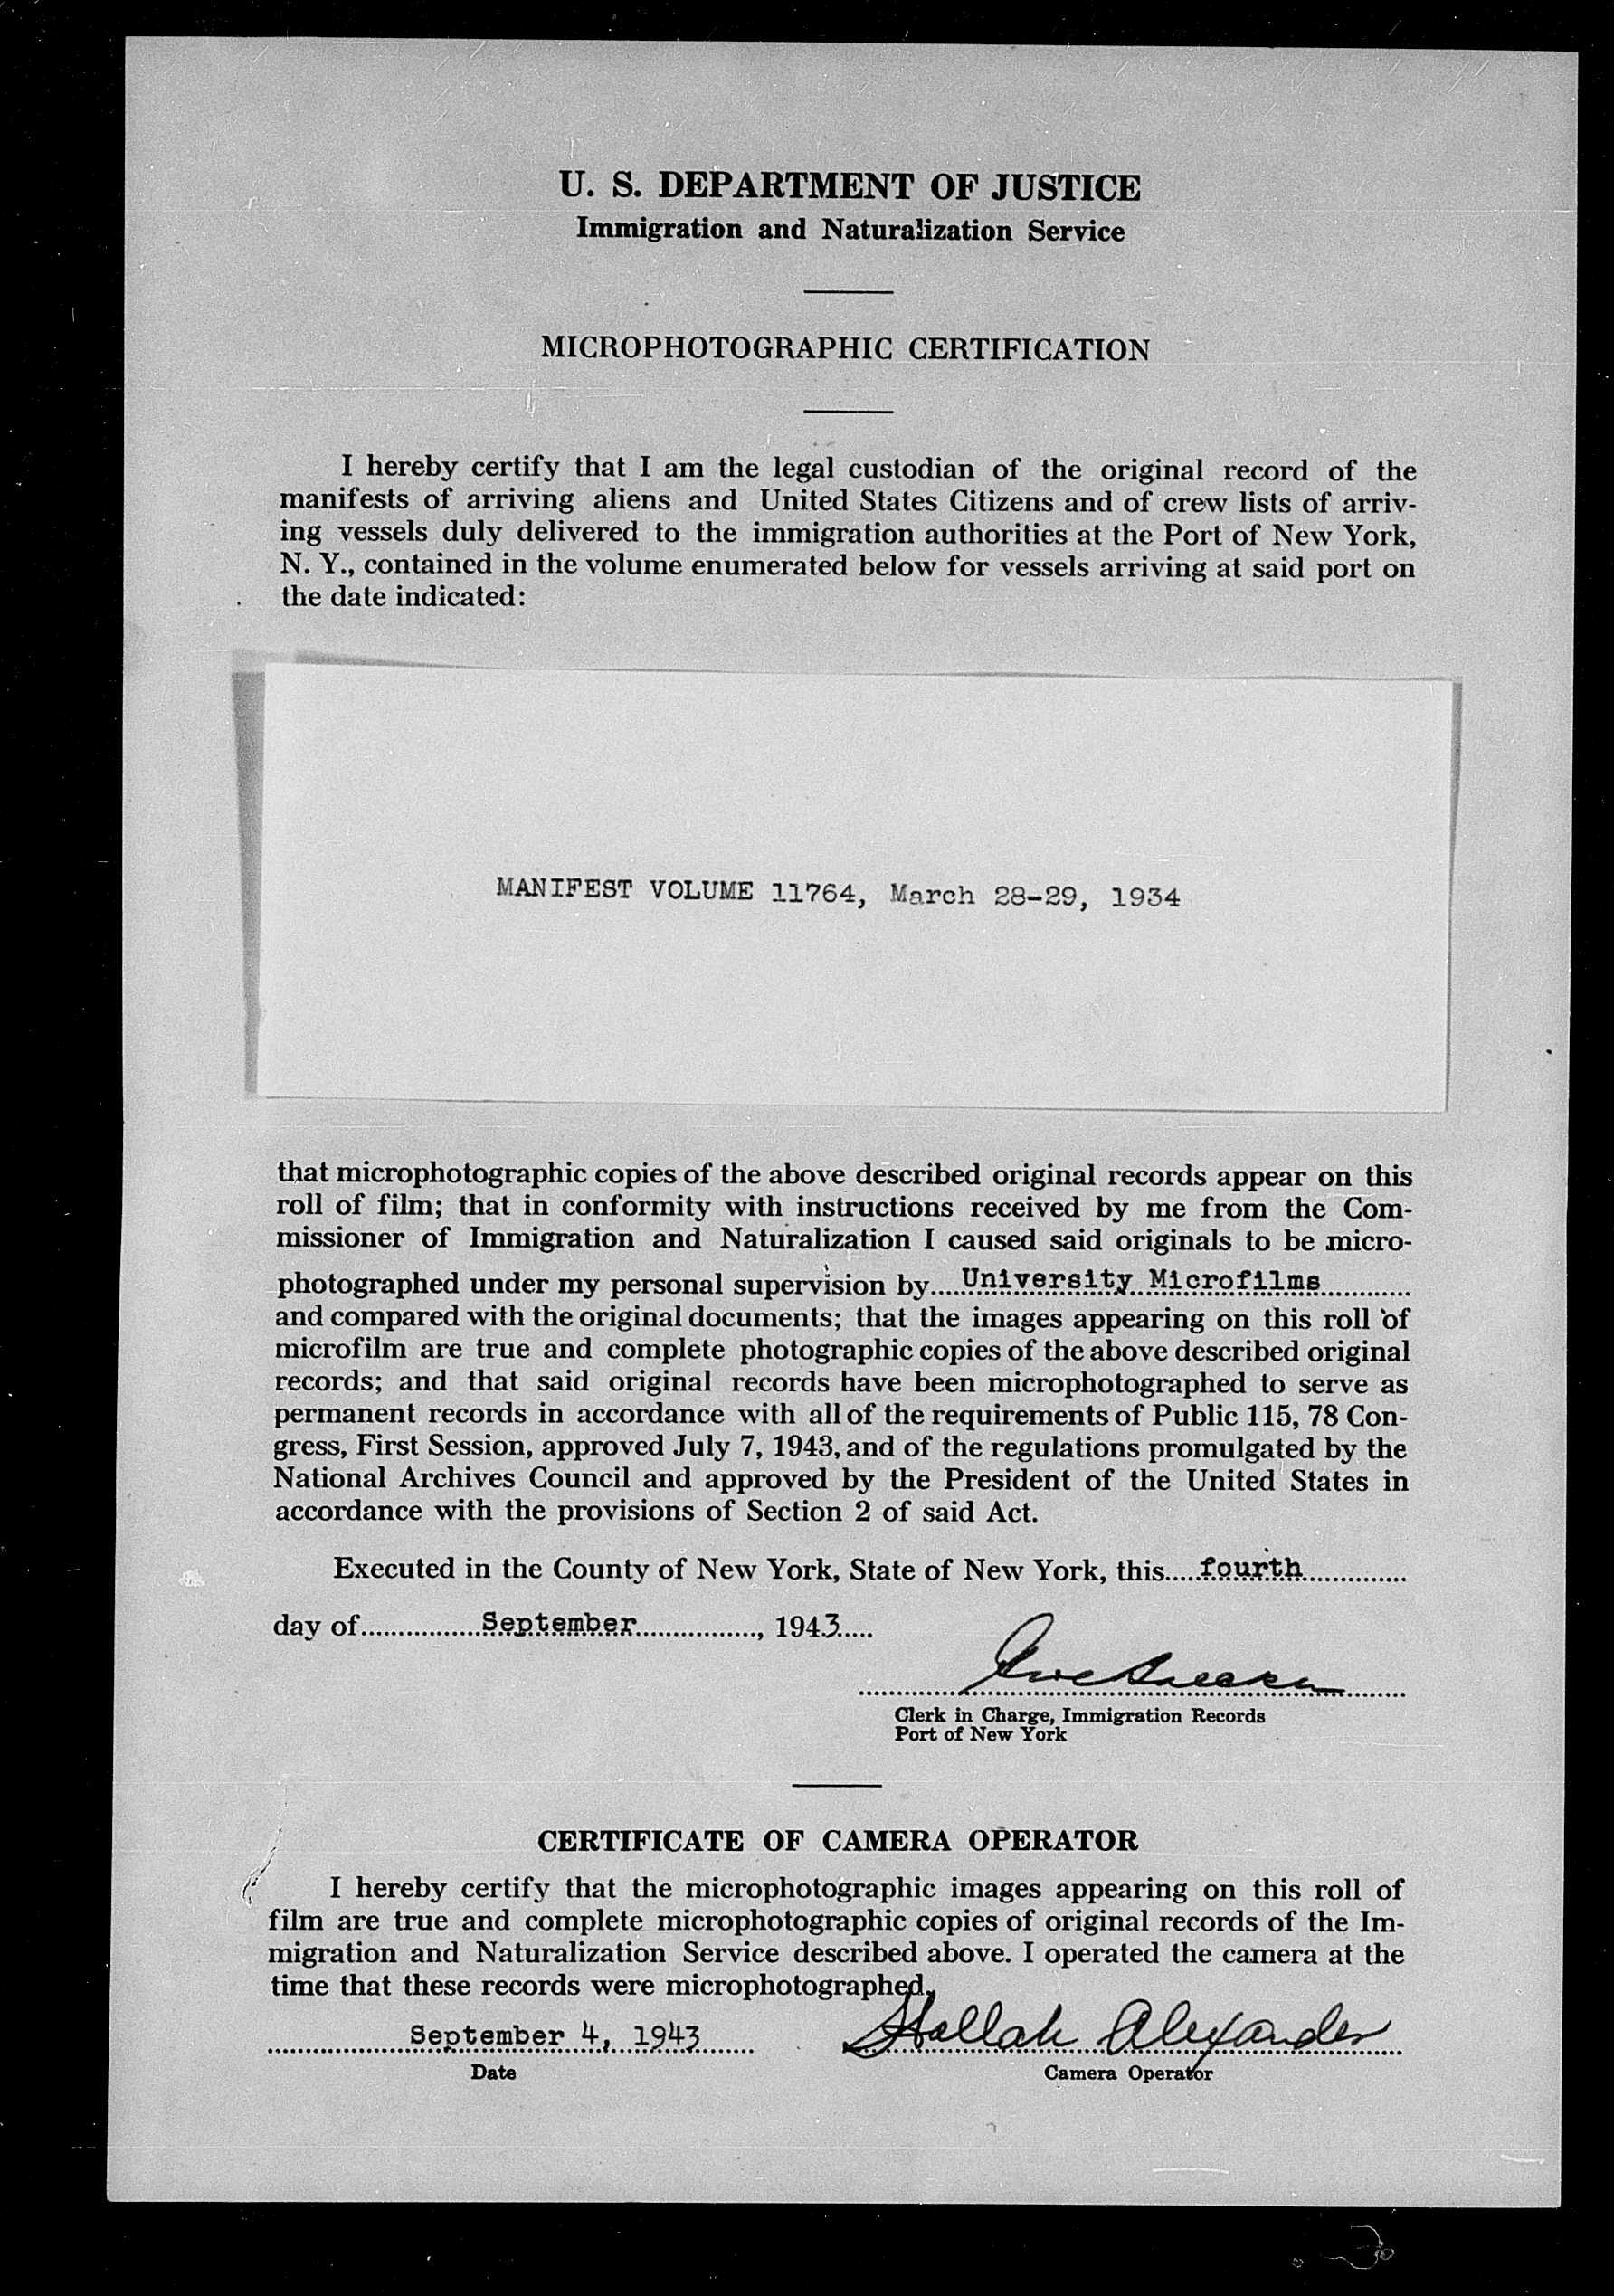 U. S. DEPARTMENT OF JUSTICE
Immigration and Naturalization Service
MICROPHOTOGRAPHIC CERTIFICATION
I hereby certify that I am the legal custodian of the original record of the
manifests of arriving aliens and United States Citizens and of crew lists of arriv-
ing vessels duly delivered to the immigration authorities at the Port of New York,
N. Y., contained in the volume enumerated below for vessels arriving at said port on
the date indicated:
MANIFEST VOLUME 11764, March 28-29, 1934
that microphotographic copies of the above described original records appear on this
roll of film; that in conformity with instructions received by me from the Com-
missioner of Immigration and Naturalization I caused said originals to be micro-
photographed under my personal supervision by....University Microfilms............
and compared with the original documents; that the images appearing on this roll of
microfilm are true and complete photographic copies of the above described original
records; and that said original records have been microphotographed to serve as
permanent records in accordance with all of the requirements of Public 115, 78 Con-
gress, First Session, approved July 7, 1943, and of the regulations promulgated by the
National Archives Council and approved by the President of the United States in
accordance with the provisions of Section 2 of said Act.
Executed in the County of New York, State of New York, this.....fourth..............
day of................September................, 1943.....
Clerk in Charge, Immigration Records
Port of New York
CERTIFICATE OF CAMERA OPERATOR
I hereby certify that the microphotographic images appearing on this roll of
film are true and complete microphotographic copies of original records of the Im-
migration and Naturalization Service described above. I operated the camera at the
time that these records were microphotographed.
September 4, 1943 Alexander
Date Camera Operator